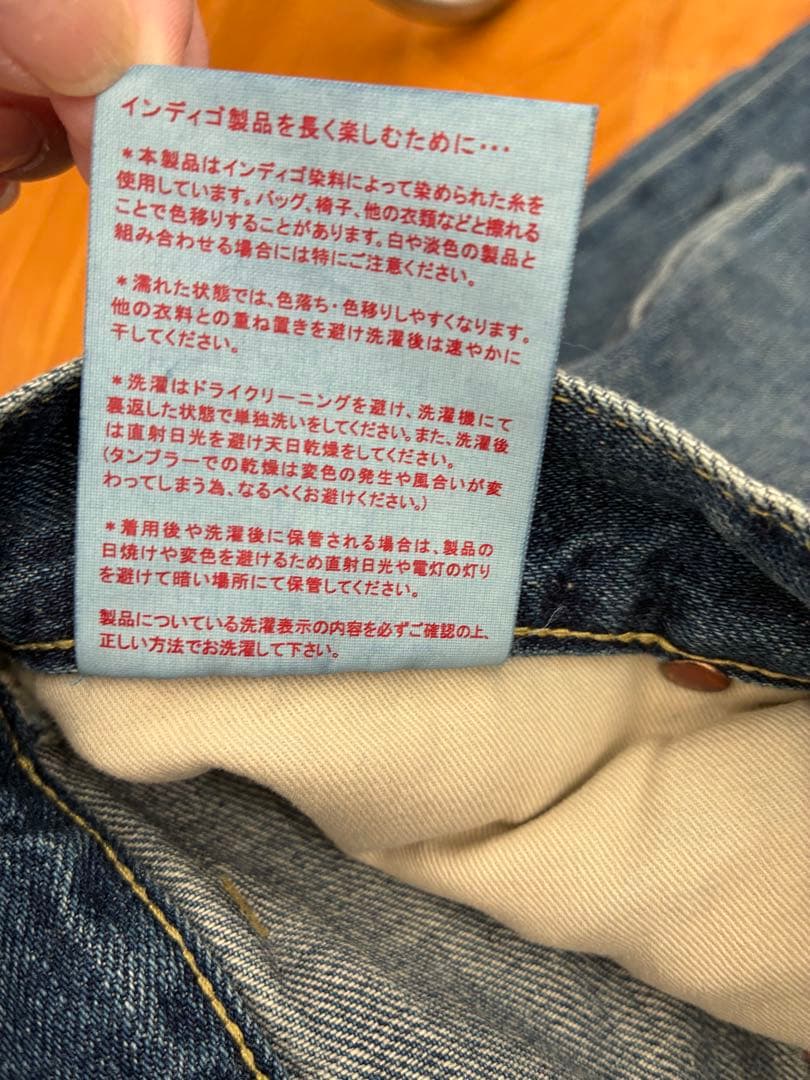 インディゴ製品を長く楽しむために・・・
＊本製品はインディゴ染料によって染められた糸を
使用しています。バッグ、椅子、他の衣類などと擦れる
ことで色移りすることがあります。白や淡色の製品と
組み合わせる場合には特にご注意ください。
＊濡れた状態では、色落ち・色移りしやすくなります。
他の衣料との重ね置きを避け洗濯後は速やかに
干してください。
＊洗濯はドライクリーニングを避け、洗濯機にて
裏返した状態で単独洗いをしてください。また、洗濯後
は直射日光を避け天日乾燥をしてください。
(タンブラーでの乾燥は変色の発生や風合いが変
わってしまう為、なるべくお避けください。)
＊着用後や洗濯後に保管される場合は、製品の
日焼けや変色を避けるため直射日光や電灯の灯り
を避けて暗い場所にて保管してください。
製品についている洗濯表示の内容を必ずご確認の上、
正しい方法でお洗濯して下さい。